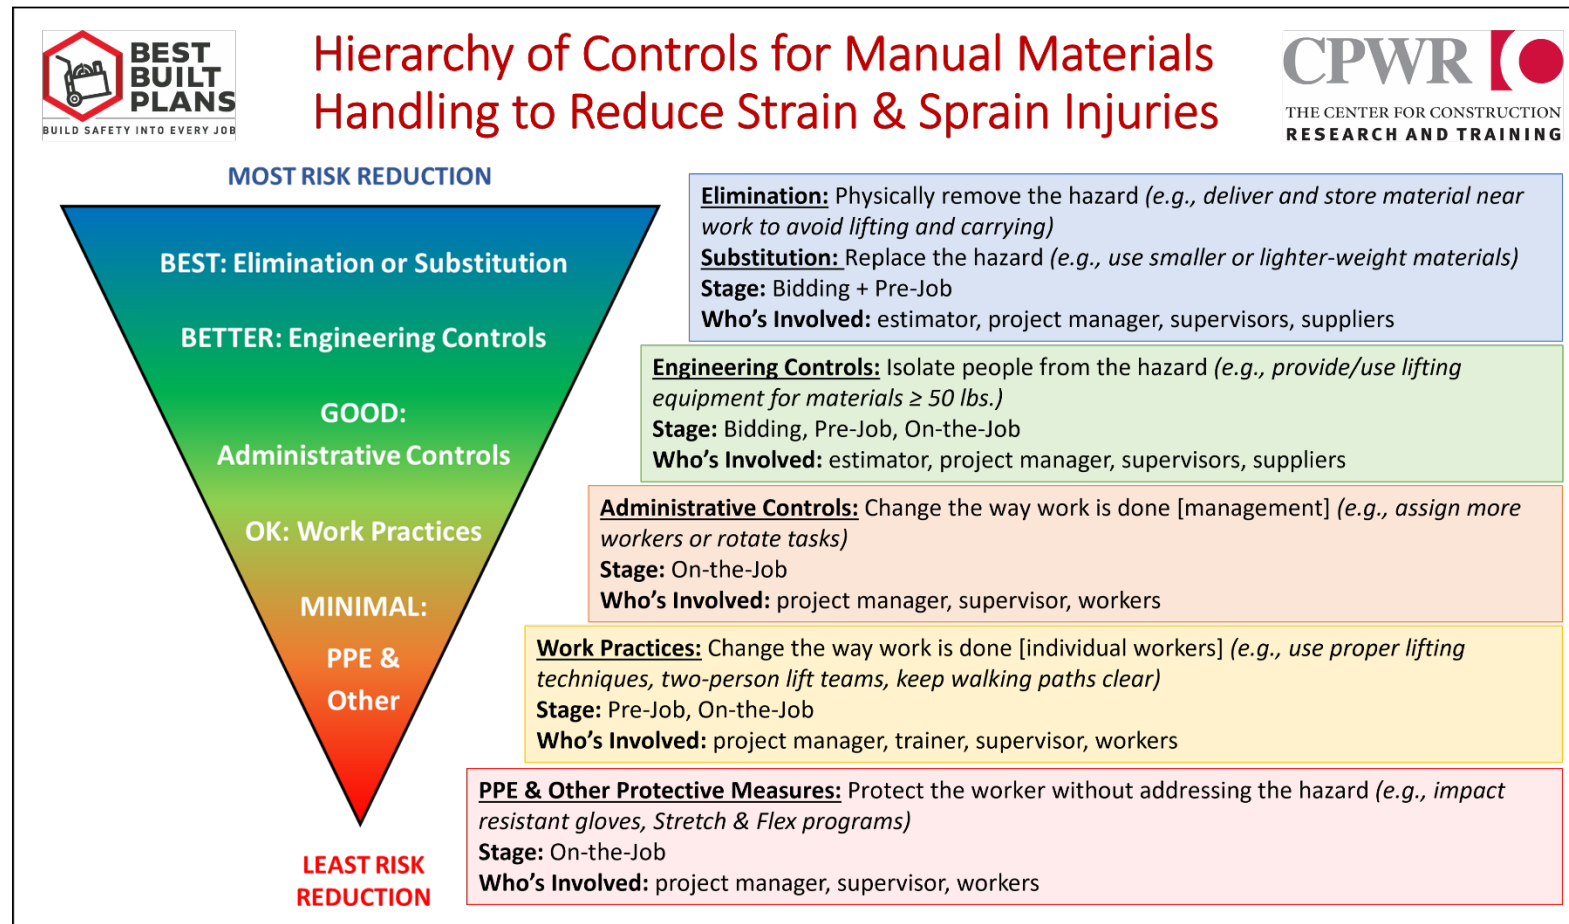 BEST
BUILT
PLANS
BUILD SAFETY INTO EVERY JOB
Hierarchy of Controls for Manual Materials
Handling to Reduce Strain & Sprain Injuries
CPWR
THE CENTER FOR CONSTRUCTION
RESEARCH AND TRAINING
MOST RISK REDUCTION
BEST: Elimination or Substitution
BETTER: Engineering Controls
GOOD:
Administrative Controls
OK: Work Practices
MINIMAL:
PPE &
Other
LEAST RISK
REDUCTION
Elimination: Physically remove the hazard (e.g., deliver and store material near
work to avoid lifting and carrying)
Substitution: Replace the hazard (e.g., use smaller or lighter-weight materials)
Stage: Bidding + Pre-Job
Who's Involved: estimator, project manager, supervisors, suppliers
Engineering Controls: Isolate people from the hazard (e.g., provide/use lifting
equipment for materials ≥ 50 lbs.)
Stage: Bidding, Pre-Job, On-the-Job
Who's Involved: estimator, project manager, supervisors, suppliers
Administrative Controls: Change the way work is done [management] (e.g., assign more
workers or rotate tasks)
Stage: On-the-Job
Who's Involved: project manager, supervisor, workers
Work Practices: Change the way work is done [individual workers] (e.g., use proper lifting
techniques, two-person lift teams, keep walking paths clear)
Stage: Pre-Job, On-the-Job
Who's Involved: project manager, trainer, supervisor, workers
PPE & Other Protective Measures: Protect the worker without addressing the hazard (e.g., impact
resistant gloves, Stretch & Flex programs)
Stage: On-the-Job
Who's Involved: project manager, supervisor, workers